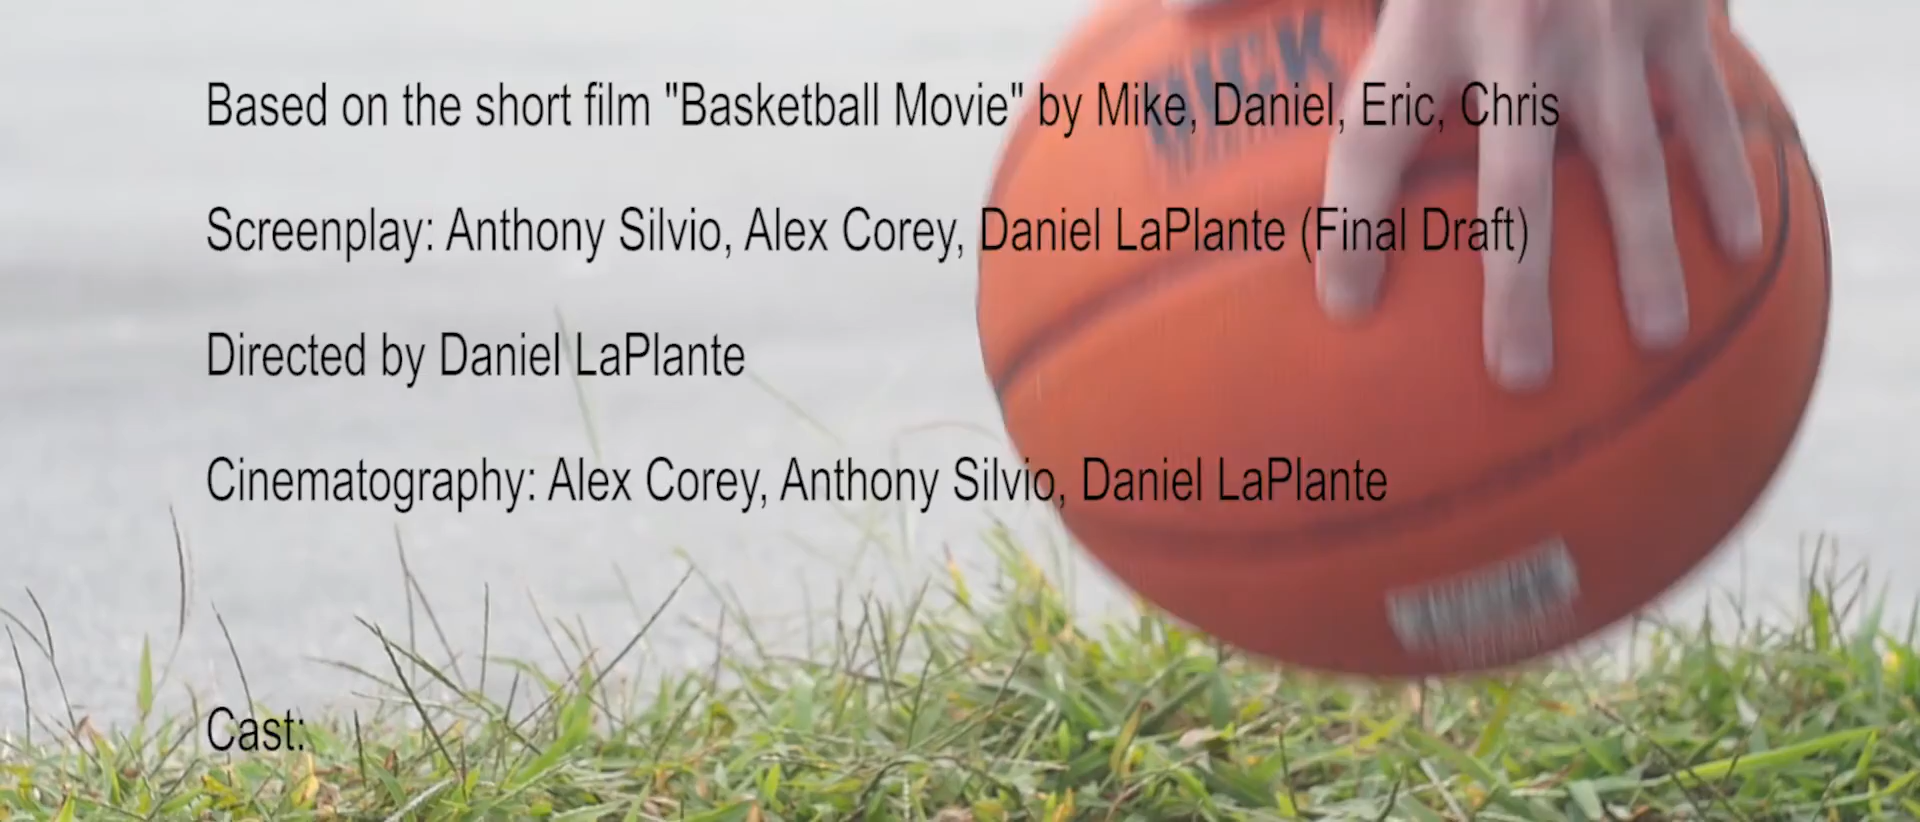 Based on the short film "Basketball Movie" by Mike, Daniel, Eric, Chris
Screenplay: Anthony Silvio, Alex Corey, Daniel LaPlante (Final Draft)
Directed by Daniel LaPlante
Cinematography: Alex Corey, Anthony Silvio, Daniel LaPlante
Cast: